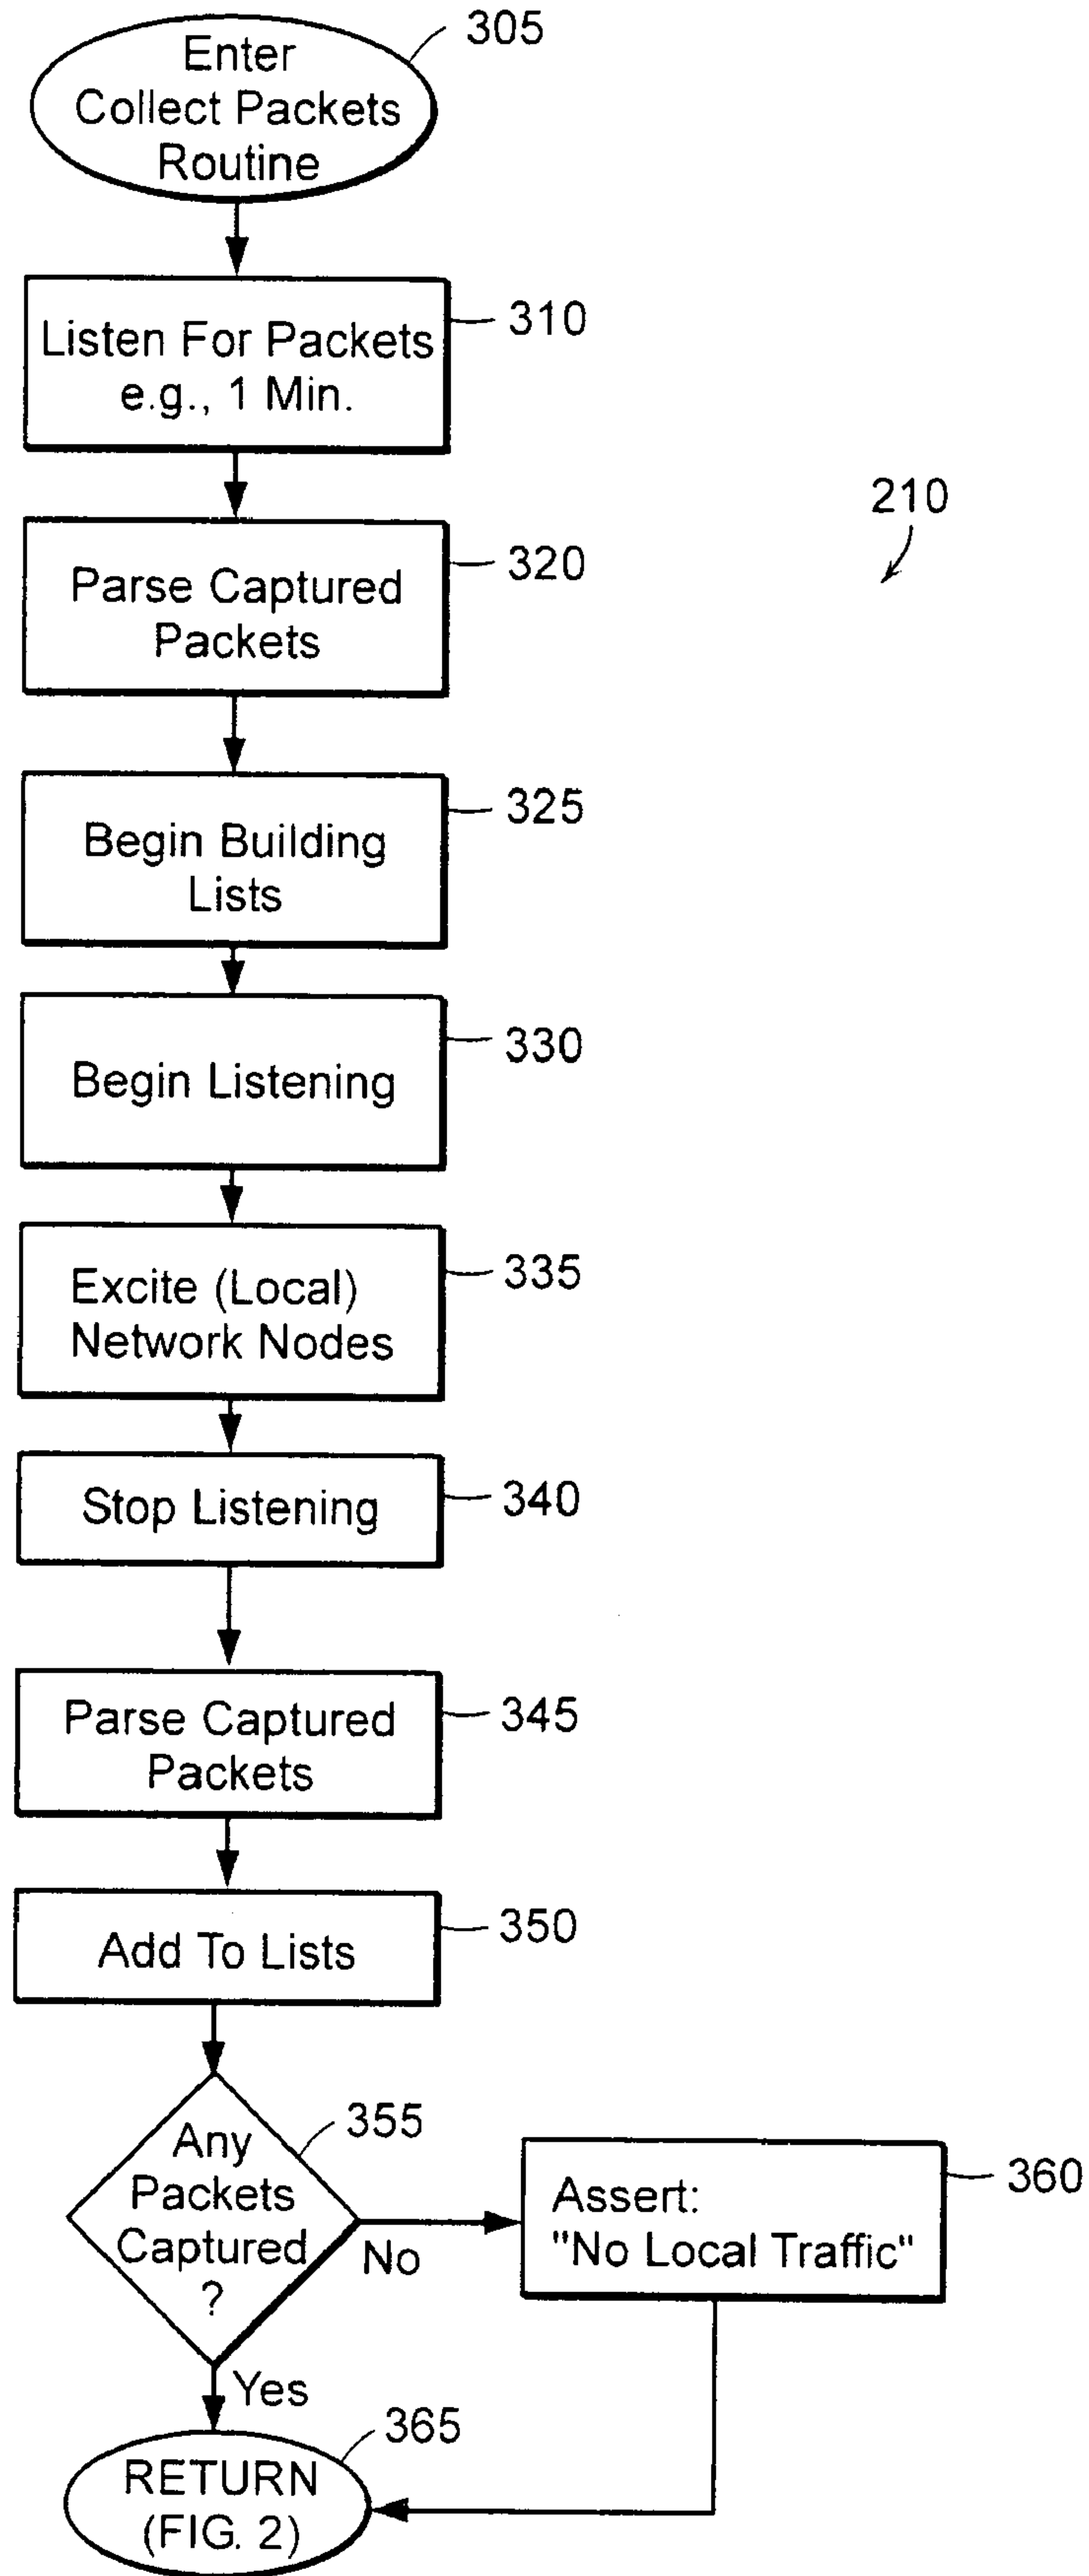 Enter
Collect Packets
Routine
305
Listen For Packets
e.g., 1 Min.
310
210
Parse Captured
Packets
320
Begin Building
Lists
325
Begin Listening
330
Excite (Local)
Network Nodes
335
Stop Listening
340
Parse Captured
Packets
345
Add To Lists
350
Any
Packets
Captured
?
355
No
Assert:
"No Local Traffic"
360
Yes
RETURN
(FIG. 2)
365